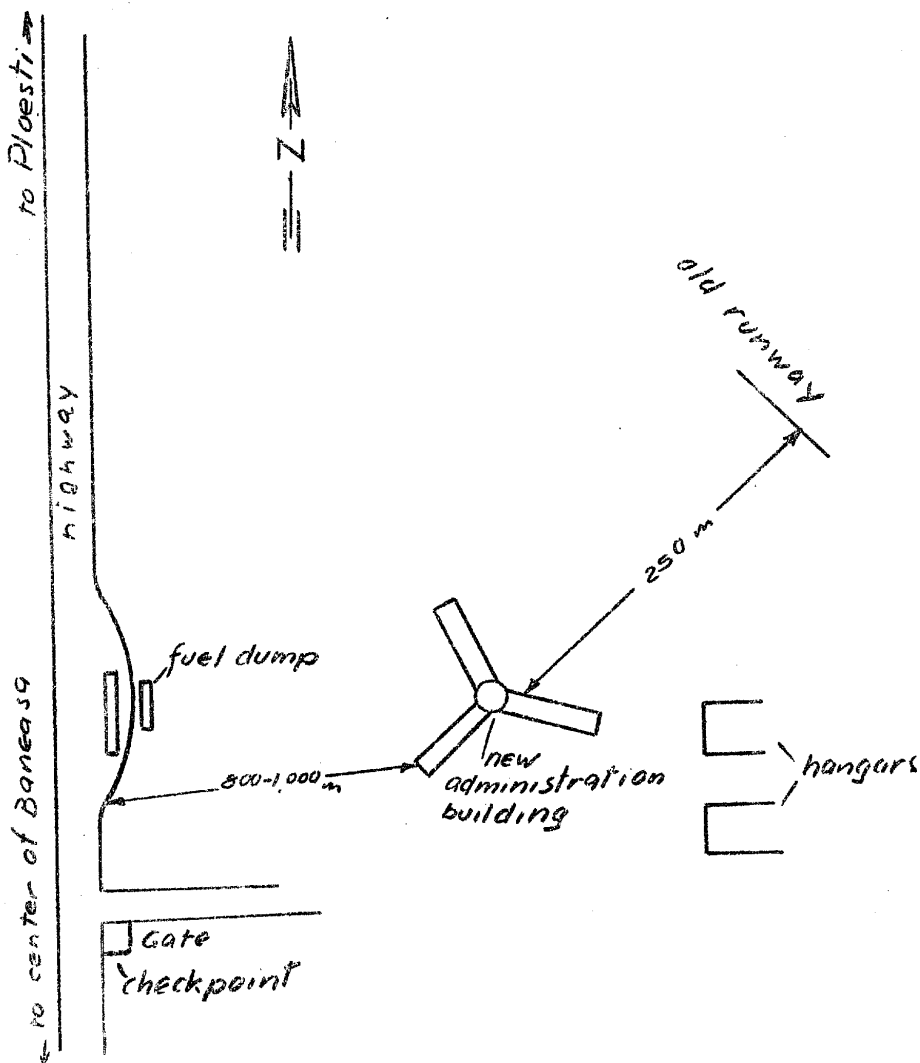 to Ploesti
N
old runway
highway
250 m
fuel dump
new
administration
building
800-1,000 m
hangars
to center of Baneasa
Gate
checkpoint